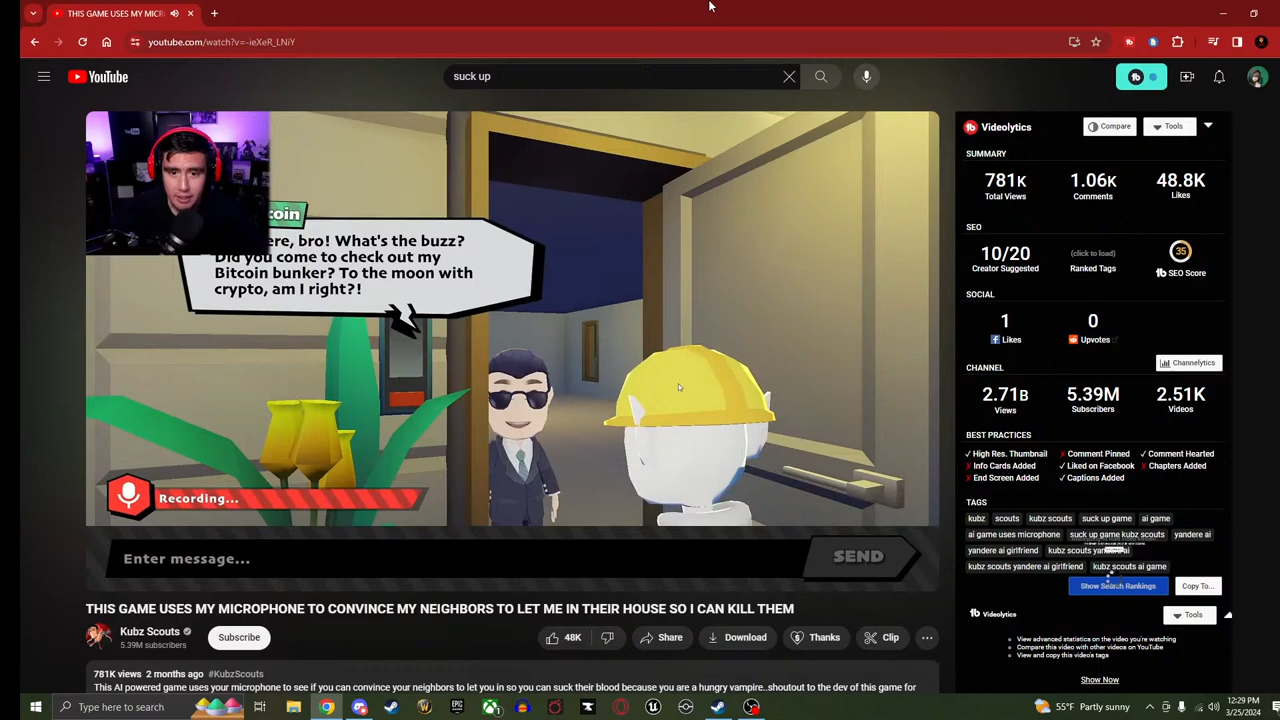 THIS GAME USES MY MICR
youtube.com/watch?v=-ieXeR_LNiY
YouTube
suck up
coin
ere, bro! What's the buzz?
Did you come to check out my
Bitcoin bunker? To the moon with
crypto, am I right?!
Recording...
Enter message...
SEND
THIS GAME USES MY MICROPHONE TO CONVINCE MY NEIGHBORS TO LET ME IN THEIR HOUSE SO I CAN KILL THEM
Kubz Scouts
5.39M subscribers
Subscribe
48K
Share
Download
Thanks
Clip
781K views 2 months ago #KubzScouts
This AI powered game uses your microphone to see if you can convince your neighbors to let you in so you can suck their blood because you are a hungry vampire..shoutout to the dev of this game for
tb Videolytics
Compare
Tools
SUMMARY
781K 1.06K 48.8K
Total Views Comments Likes
SEO
10/20 (click to load) 35
Creator Suggested Ranked Tags tb SEO Score
SOCIAL
1 0
Likes Upvotes
CHANNEL
Channelytics
2.71B 5.39M 2.51K
Views Subscribers Videos
BEST PRACTICES
✓ High Res. Thumbnail ✗ Comment Pinned ✓ Comment Hearted
✗ Info Cards Added ✓ Liked on Facebook ✗ Chapters Added
✗ End Screen Added ✓ Captions Added
TAGS
kubz scouts kubz scouts suck up game ai game
ai game uses microphone suck up game kubz scouts yandere ai
yandere ai girlfriend kubz scouts yandere ai
kubz scouts yandere ai girlfriend kubz scouts ai game
Show Search Rankings Copy To...
tb Videolytics Tools
View advanced statistics on the video you're watching
Compare this video with other videos on YouTube
View and copy this video's tags
Show Now
Type here to search
55°F Partly sunny
12:29 PM
3/25/2024